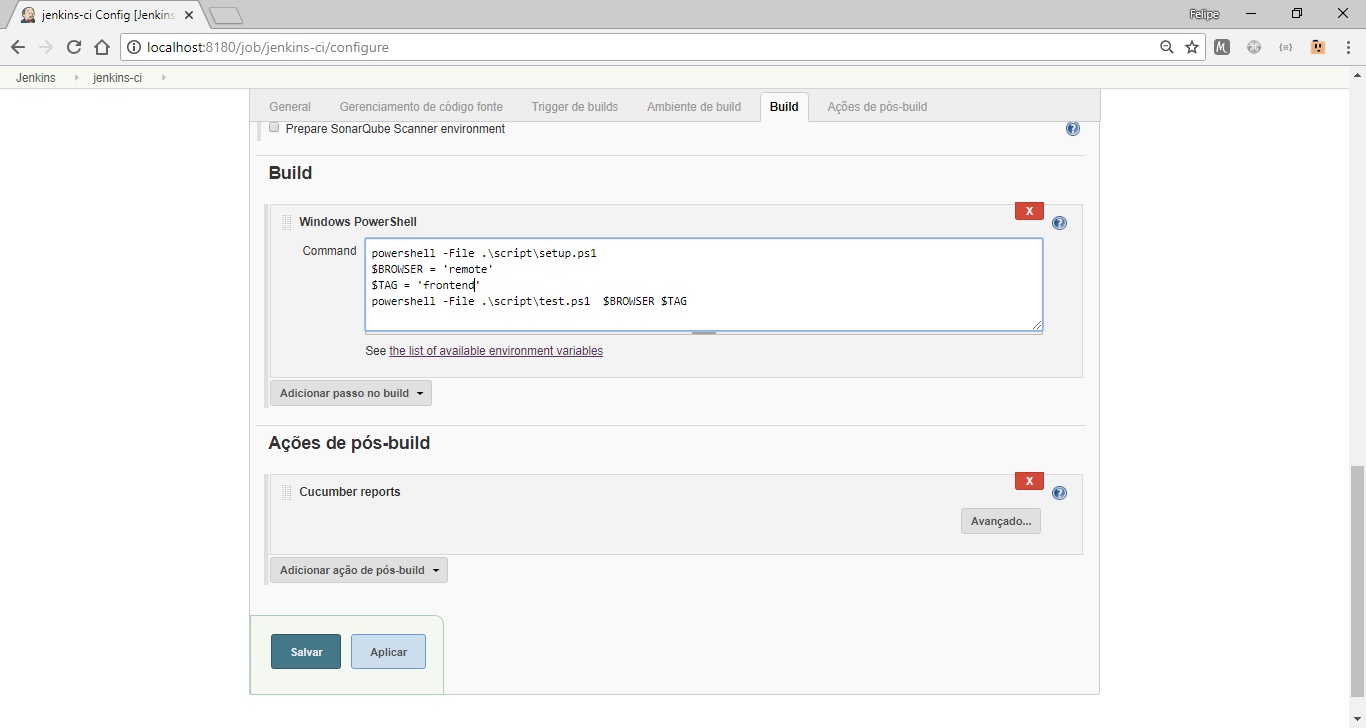 jenkins-ci Config [Jenkins
Felipe
localhost:8180/job/jenkins-ci/configure
Jenkins
jenkins-ci
General
Gerenciamento de código fonte
Trigger de builds
Ambiente de build
Build
Ações de pós-build
Prepare SonarQube Scanner environment
Build
X
Windows PowerShell
Command
powershell -File .\script\setup.ps1
$BROWSER = 'remote'
$TAG = 'frontend'
powershell -File .\script\test.ps1  $BROWSER $TAG
See the list of available environment variables
Adicionar passo no build
Ações de pós-build
X
Cucumber reports
Avançado...
Adicionar ação de pós-build
Salvar
Aplicar